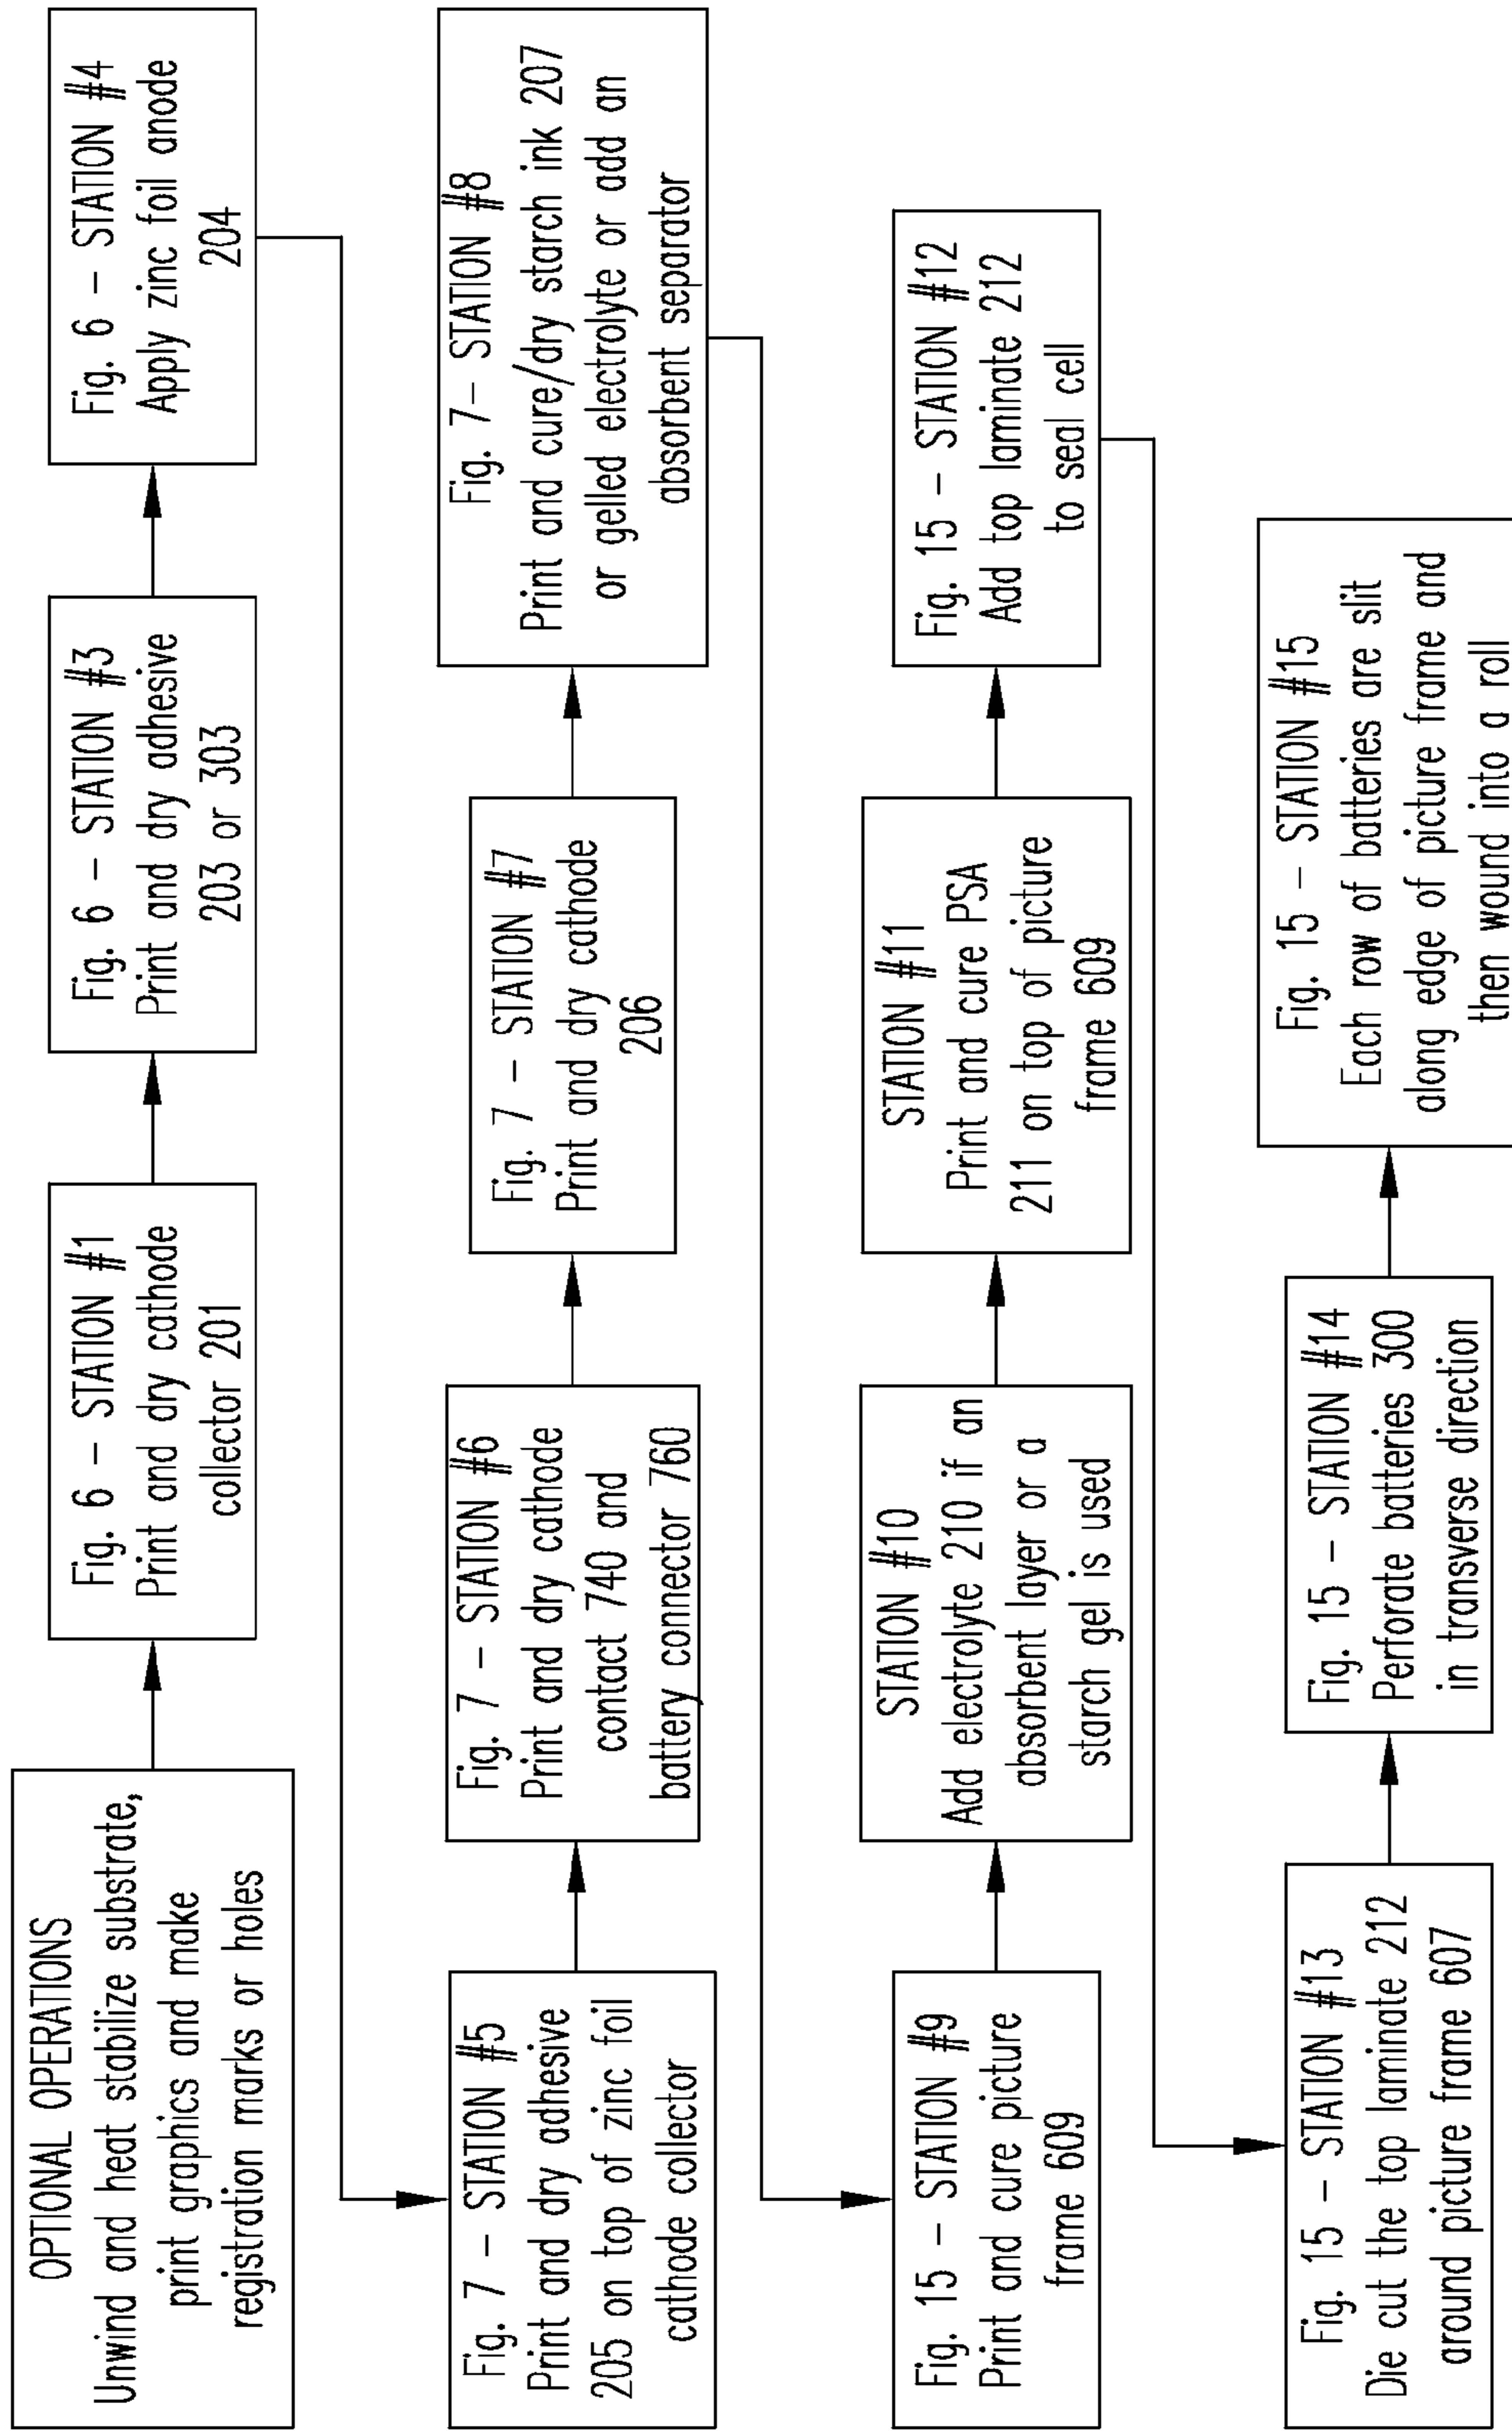 OPTIONAL OPERATIONS
Unwind and heat stabilize substrate,
print graphics and make
registration marks or holes
Fig. 6 – STATION #1
Print and dry cathode
collector 201
Fig. 6 – STATION #3
Print and dry adhesive
203 or 303
Fig. 6 – STATION #4
Apply zinc foil anode
204
Fig. 7 – STATION #5
Print and dry adhesive
205 on top of zinc foil
cathode collector
Fig. 7 – STATION #6
Print and dry cathode
contact 740 and
battery connector 760
Fig. 7 – STATION #7
Print and dry cathode
206
Fig. 7– STATION #8
Print and cure/dry starch ink 207
or gelled electrolyte or add an
absorbent separator
Fig. 15 – STATION #9
Print and cure picture
frame 609
STATION #10
Add electrolyte 210 if an
absorbent layer or a
starch gel is used
STATION #11
Print and cure PSA
211 on top of picture
frame 609
Fig. 15 – STATION #12
Add top laminate 212
to seal cell
Fig. 15 – STATION #13
Die cut the top laminate 212
around picture frame 607
Fig. 15 – STATION #14
Perforate batteries 300
in transverse direction
Fig. 15 – STATION #15
Each row of batteries are slit
along edge of picture frame and
then wound into a roll